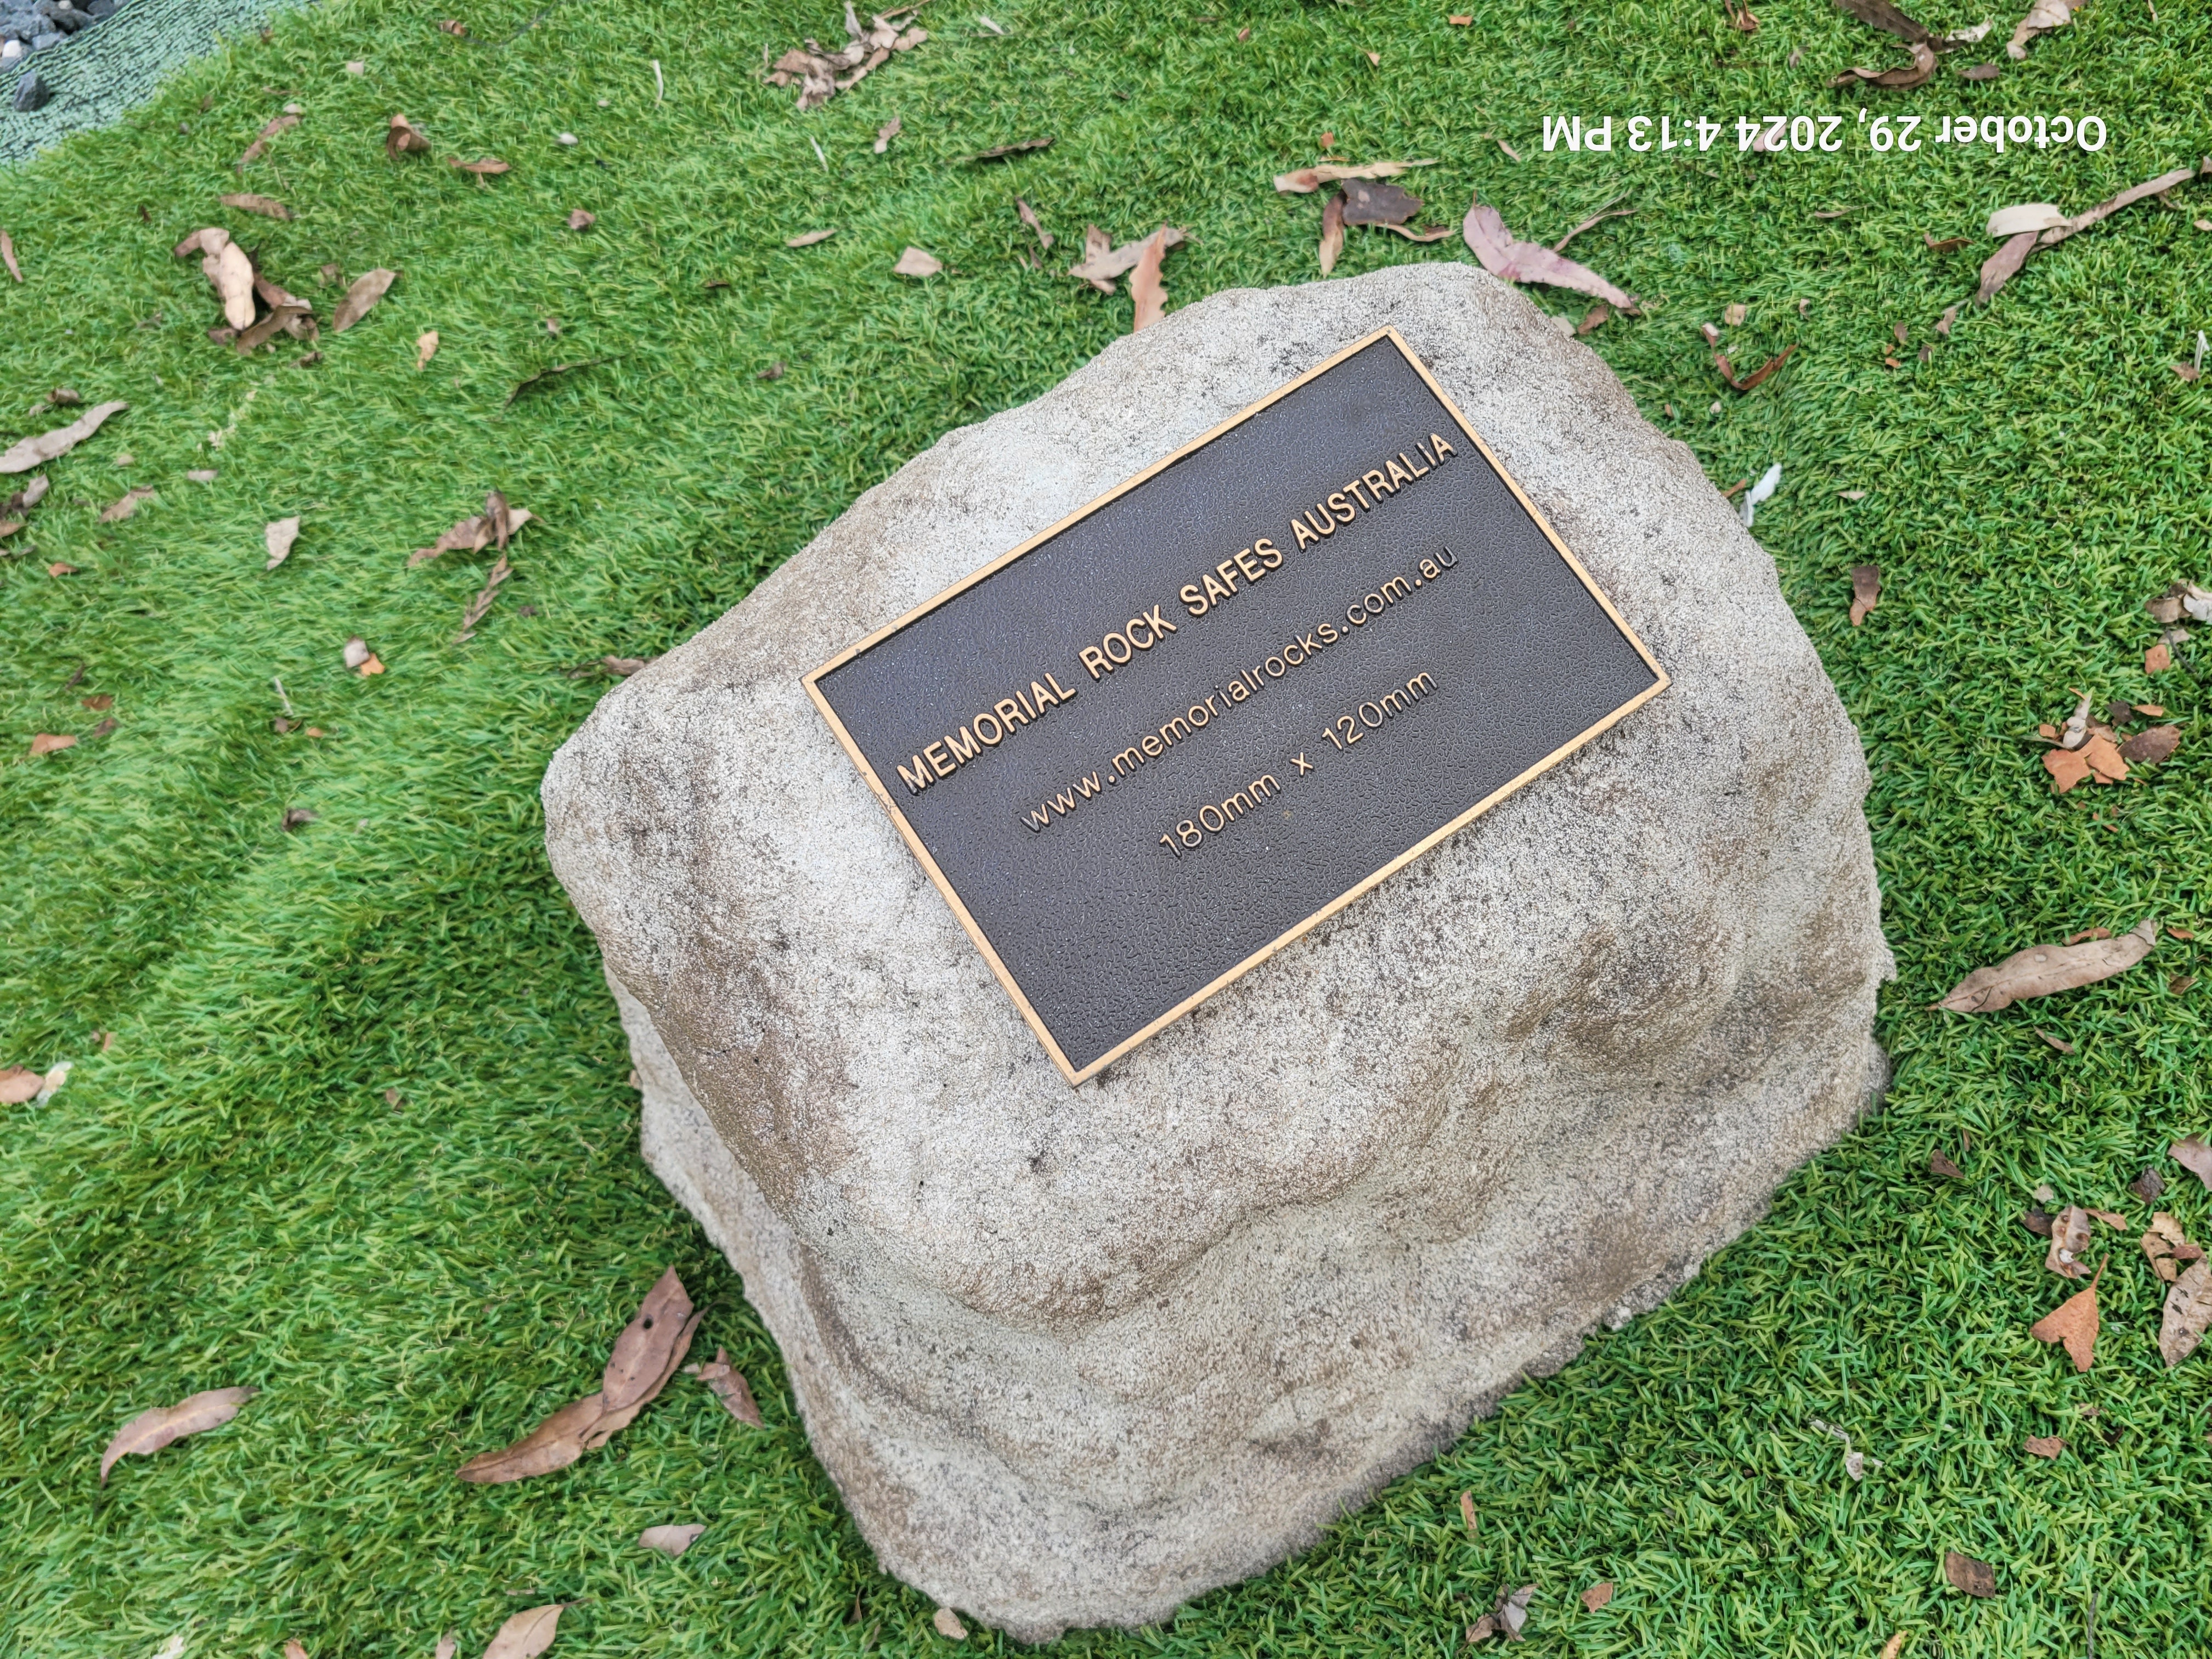 October 29, 2024 4:13 PM
MEMORIAL ROCK SAFES AUSTRALIA
www.memorialrocks.com.au
180mm x 120mm